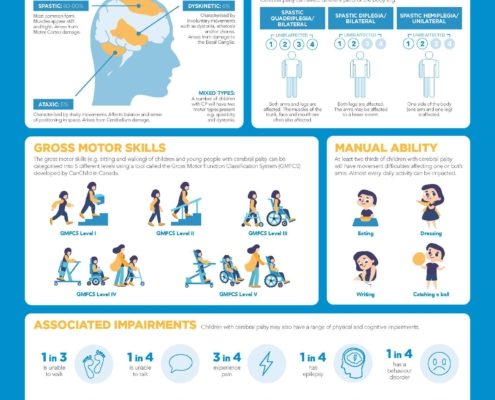 SPASTIC: 80-90%
Most common form.
Muscles appear stiff
and tight. Arises from
Motor Cortex damage.
DYSKINETIC: 6%
Characterised by
involuntary movements
such as dystonia, athetosis
and/or chorea.
Arises from damage to
the Basal Ganglia.
MIXED TYPES:
A number of children
with CP will have two
motor types present
e.g. spasticity
and dystonia.
ATAXIC: 5%
Characterised by shaky movements. Affects balance and sense
of positioning in space. Arises from Cerebellum damage.
SPASTIC
QUADRIPLEGIA/
BILATERAL
LIMBS AFFECTED
1 2 3 4
Both arms and legs are
affected. The muscles of the
trunk, face and mouth are
often also affected.
SPASTIC DIPLEGIA/
BILATERAL
LIMBS AFFECTED
1 2 3 4
Both legs are
affected. The arms may be
affected to a lesser extent.
SPASTIC HEMIPLEGIA/
UNILATERAL
LIMBS AFFECTED
1 2 3 4
One side of the body
(one arm and one leg)
is affected.
GROSS MOTOR SKILLS
The gross motor skills (e.g. sitting and walking) of children and young people with cerebral palsy can be
categorised into 5 different levels using a tool called the Gross Motor Function Classification System (GMFCS)
developed by CanChild in Canada.
GMFCS Level I
GMFCS Level II
GMFCS Level III
GMFCS Level IV
GMFCS Level V
MANUAL ABILITY
At least two thirds of children with cerebral palsy
will have movement difficulties affecting one or both
arms. Almost every daily activity can be impacted.
Eating
Dressing
Writing
Catching a ball
ASSOCIATED IMPAIRMENTS Children with cerebral palsy may also have a range of physical and cognitive impairments.
1 in 3
is unable
to walk
1 in 4
is unable
to talk
3 in 4
experience
pain
1 in 4
has
epilepsy
1 in 4
has a
behaviour
disorder